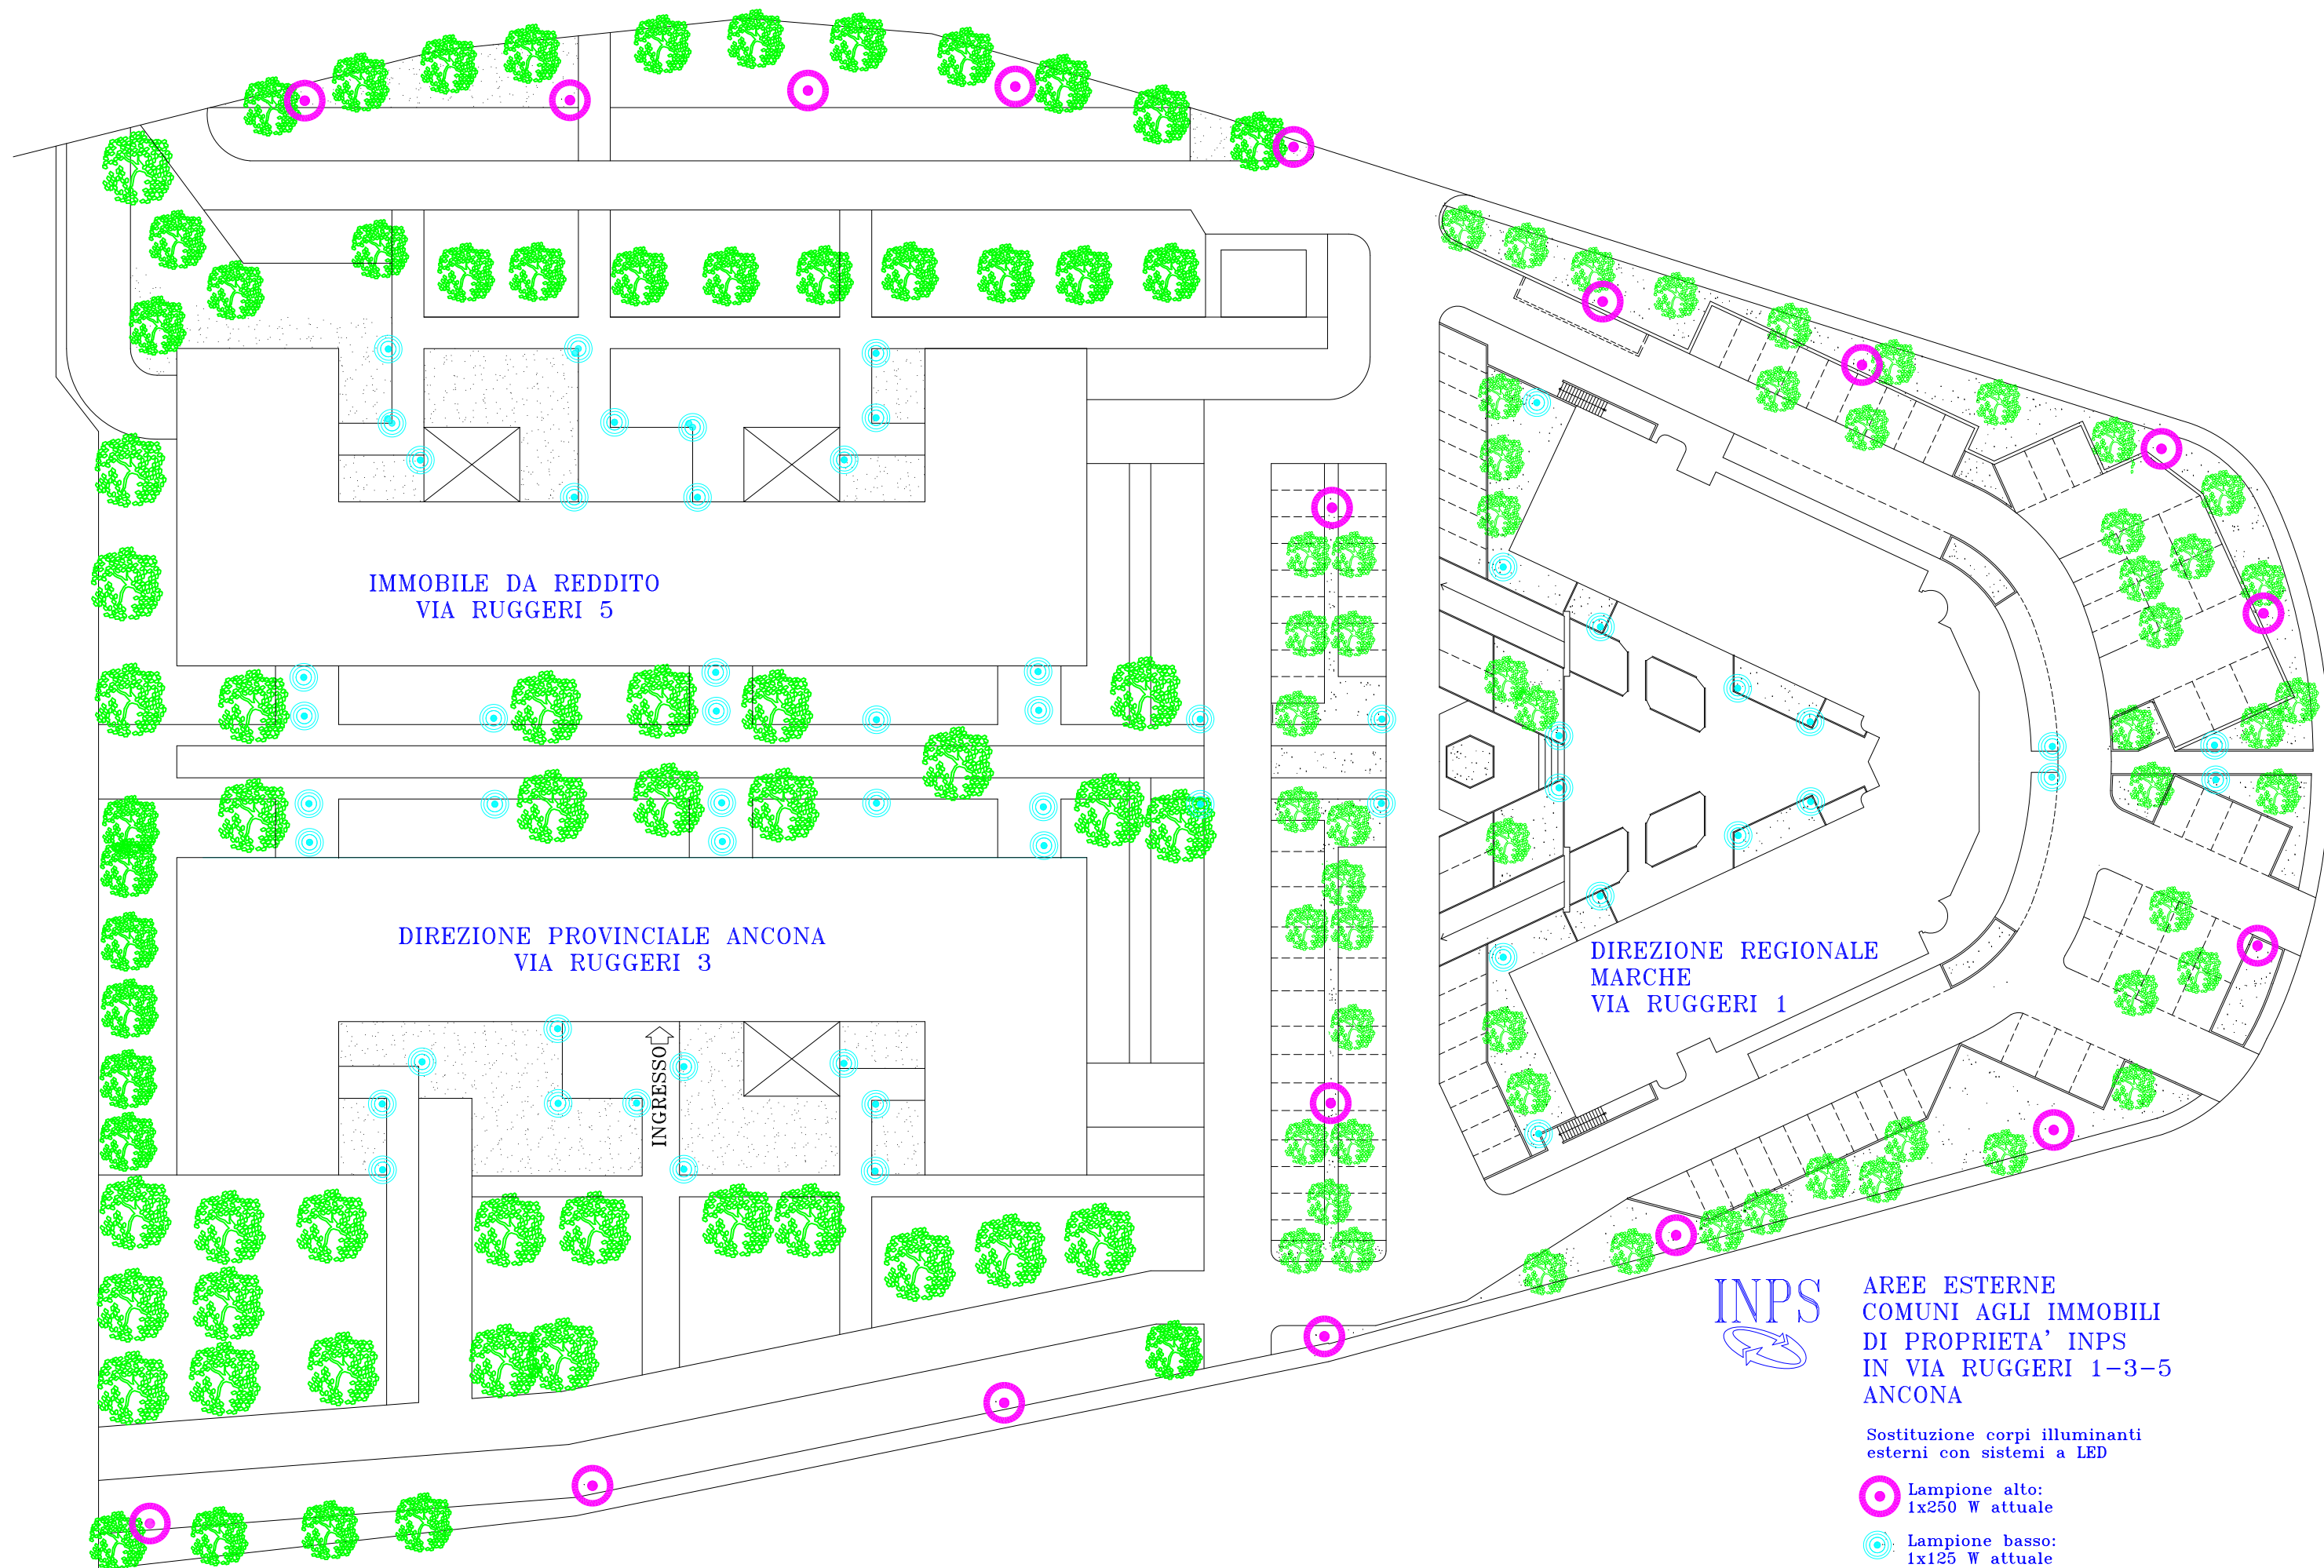 IMMOBILE DA REDDITO
VIA RUGGERI 5
DIREZIONE PROVINCIALE ANCONA
VIA RUGGERI 3
INGRESSO
DIREZIONE REGIONALE
MARCHE
VIA RUGGERI 1
INPS
AREE ESTERNE
COMUNI AGLI IMMOBILI
DI PROPRIETA' INPS
IN VIA RUGGERI 1-3-5
ANCONA
Sostituzione corpi illuminanti
esterni con sistemi a LED
Lampione alto:
1x250 W attuale
Lampione basso:
1x125 W attuale